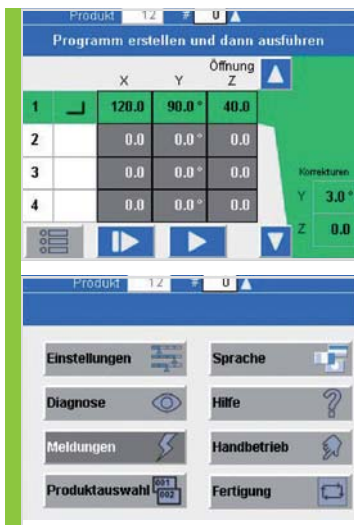 Produkt 12 # 0
Programm erstellen und dann ausführen
X Y Öffnung Z
1 120.0 90.0° 40.0
2 0.0 0.0° 0.0
3 0.0 0.0° 0.0
4 0.0 0.0° 0.0
Korrekturen
Y 3.0°
Z 0.0
Produkt 12 # 0
Einstellungen Sprache
Diagnose Hilfe
Meldungen Handbetrieb
Produktauswahl 001 002 Fertigung